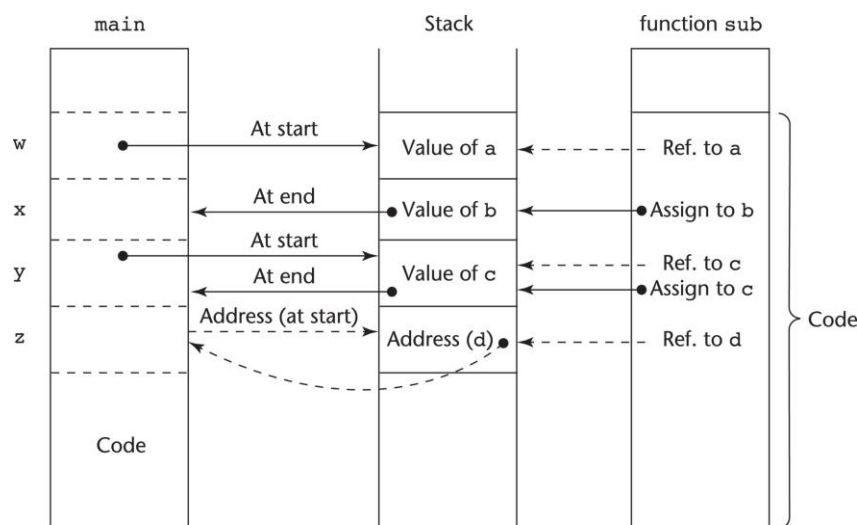 main Stack function sub
w At start Value of a Ref. to a
x At end Value of b Assign to b
At start Ref. to c
y At end Value of c Assign to c
Address (at start)
z Address (d) Ref. to d
Code
Code